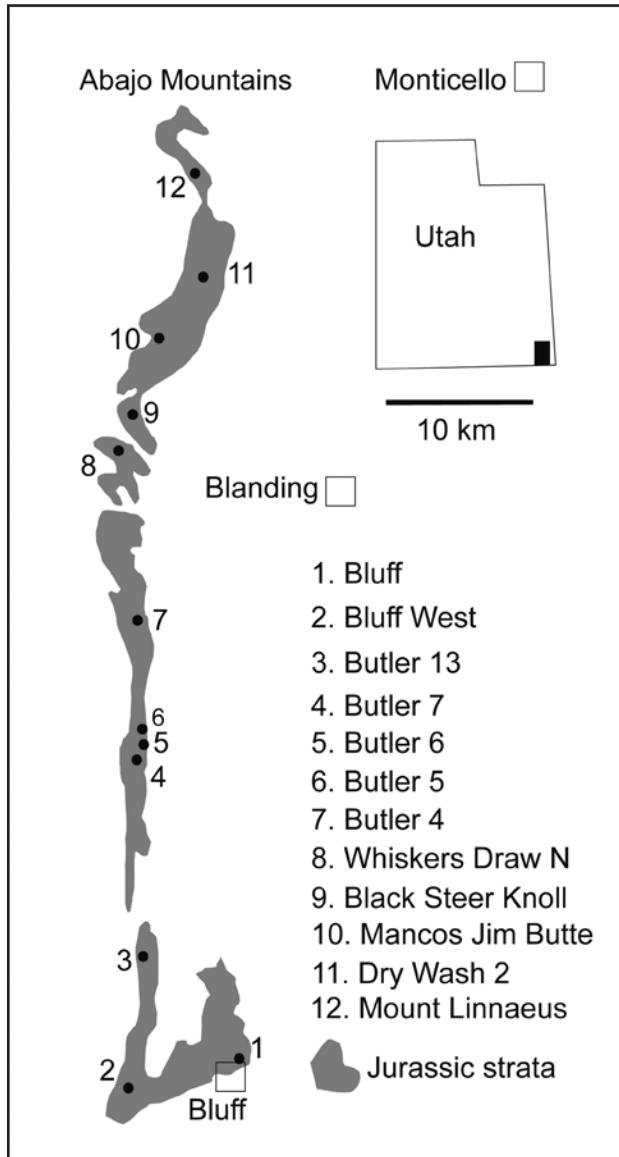 Abajo Mountains
Monticello
12
Utah
11
10
10 km
9
8
Blanding
7
6
5
4
3
2
1
Bluff
1. Bluff
2. Bluff West
3. Butler 13
4. Butler 7
5. Butler 6
6. Butler 5
7. Butler 4
8. Whiskers Draw N
9. Black Steer Knoll
10. Mancos Jim Butte
11. Dry Wash 2
12. Mount Linnaeus
Jurassic strata